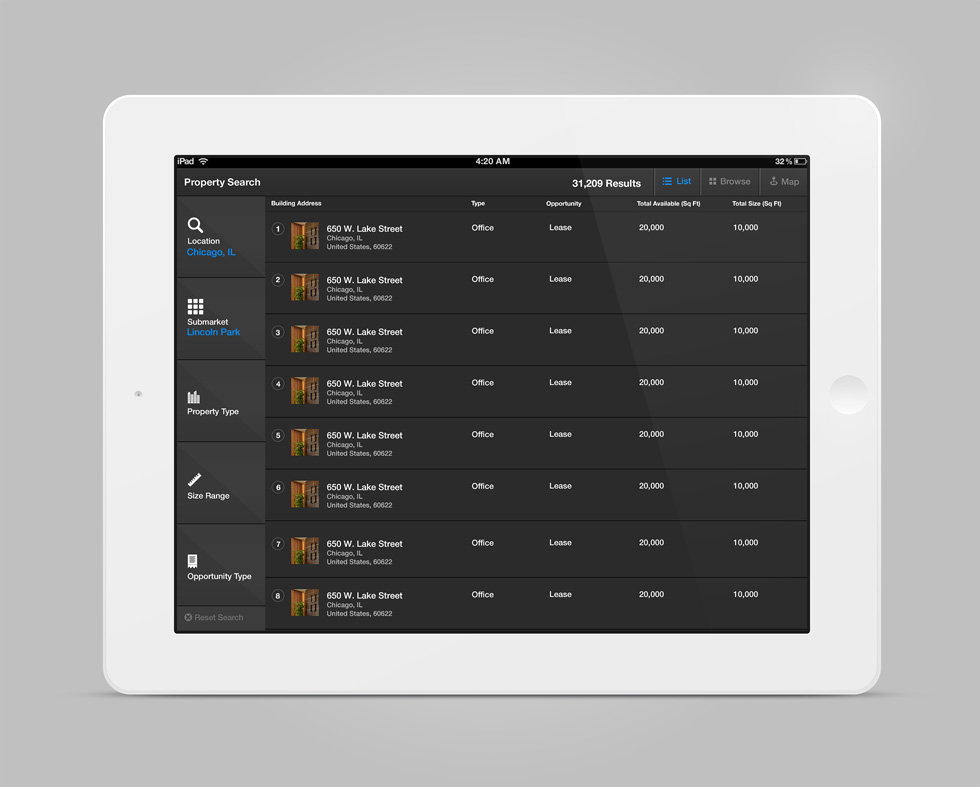 iPad 4:20 AM 32 %
Property Search 31,209 Results List Browse Map
Building Address Type Opportunity Total Available (Sq Ft) Total Size (Sq Ft)
Location
Chicago, IL
Submarket
Lincoln Park
Property Type
Size Range
Opportunity Type
Reset Search
1 650 W. Lake Street Office Lease 20,000 10,000
Chicago, IL
United States, 60622
2 650 W. Lake Street Office Lease 20,000 10,000
Chicago, IL
United States, 60622
3 650 W. Lake Street Office Lease 20,000 10,000
Chicago, IL
United States, 60622
4 650 W. Lake Street Office Lease 20,000 10,000
Chicago, IL
United States, 60622
5 650 W. Lake Street Office Lease 20,000 10,000
Chicago, IL
United States, 60622
6 650 W. Lake Street Office Lease 20,000 10,000
Chicago, IL
United States, 60622
7 650 W. Lake Street Office Lease 20,000 10,000
Chicago, IL
United States, 60622
8 650 W. Lake Street Office Lease 20,000 10,000
Chicago, IL
United States, 60622